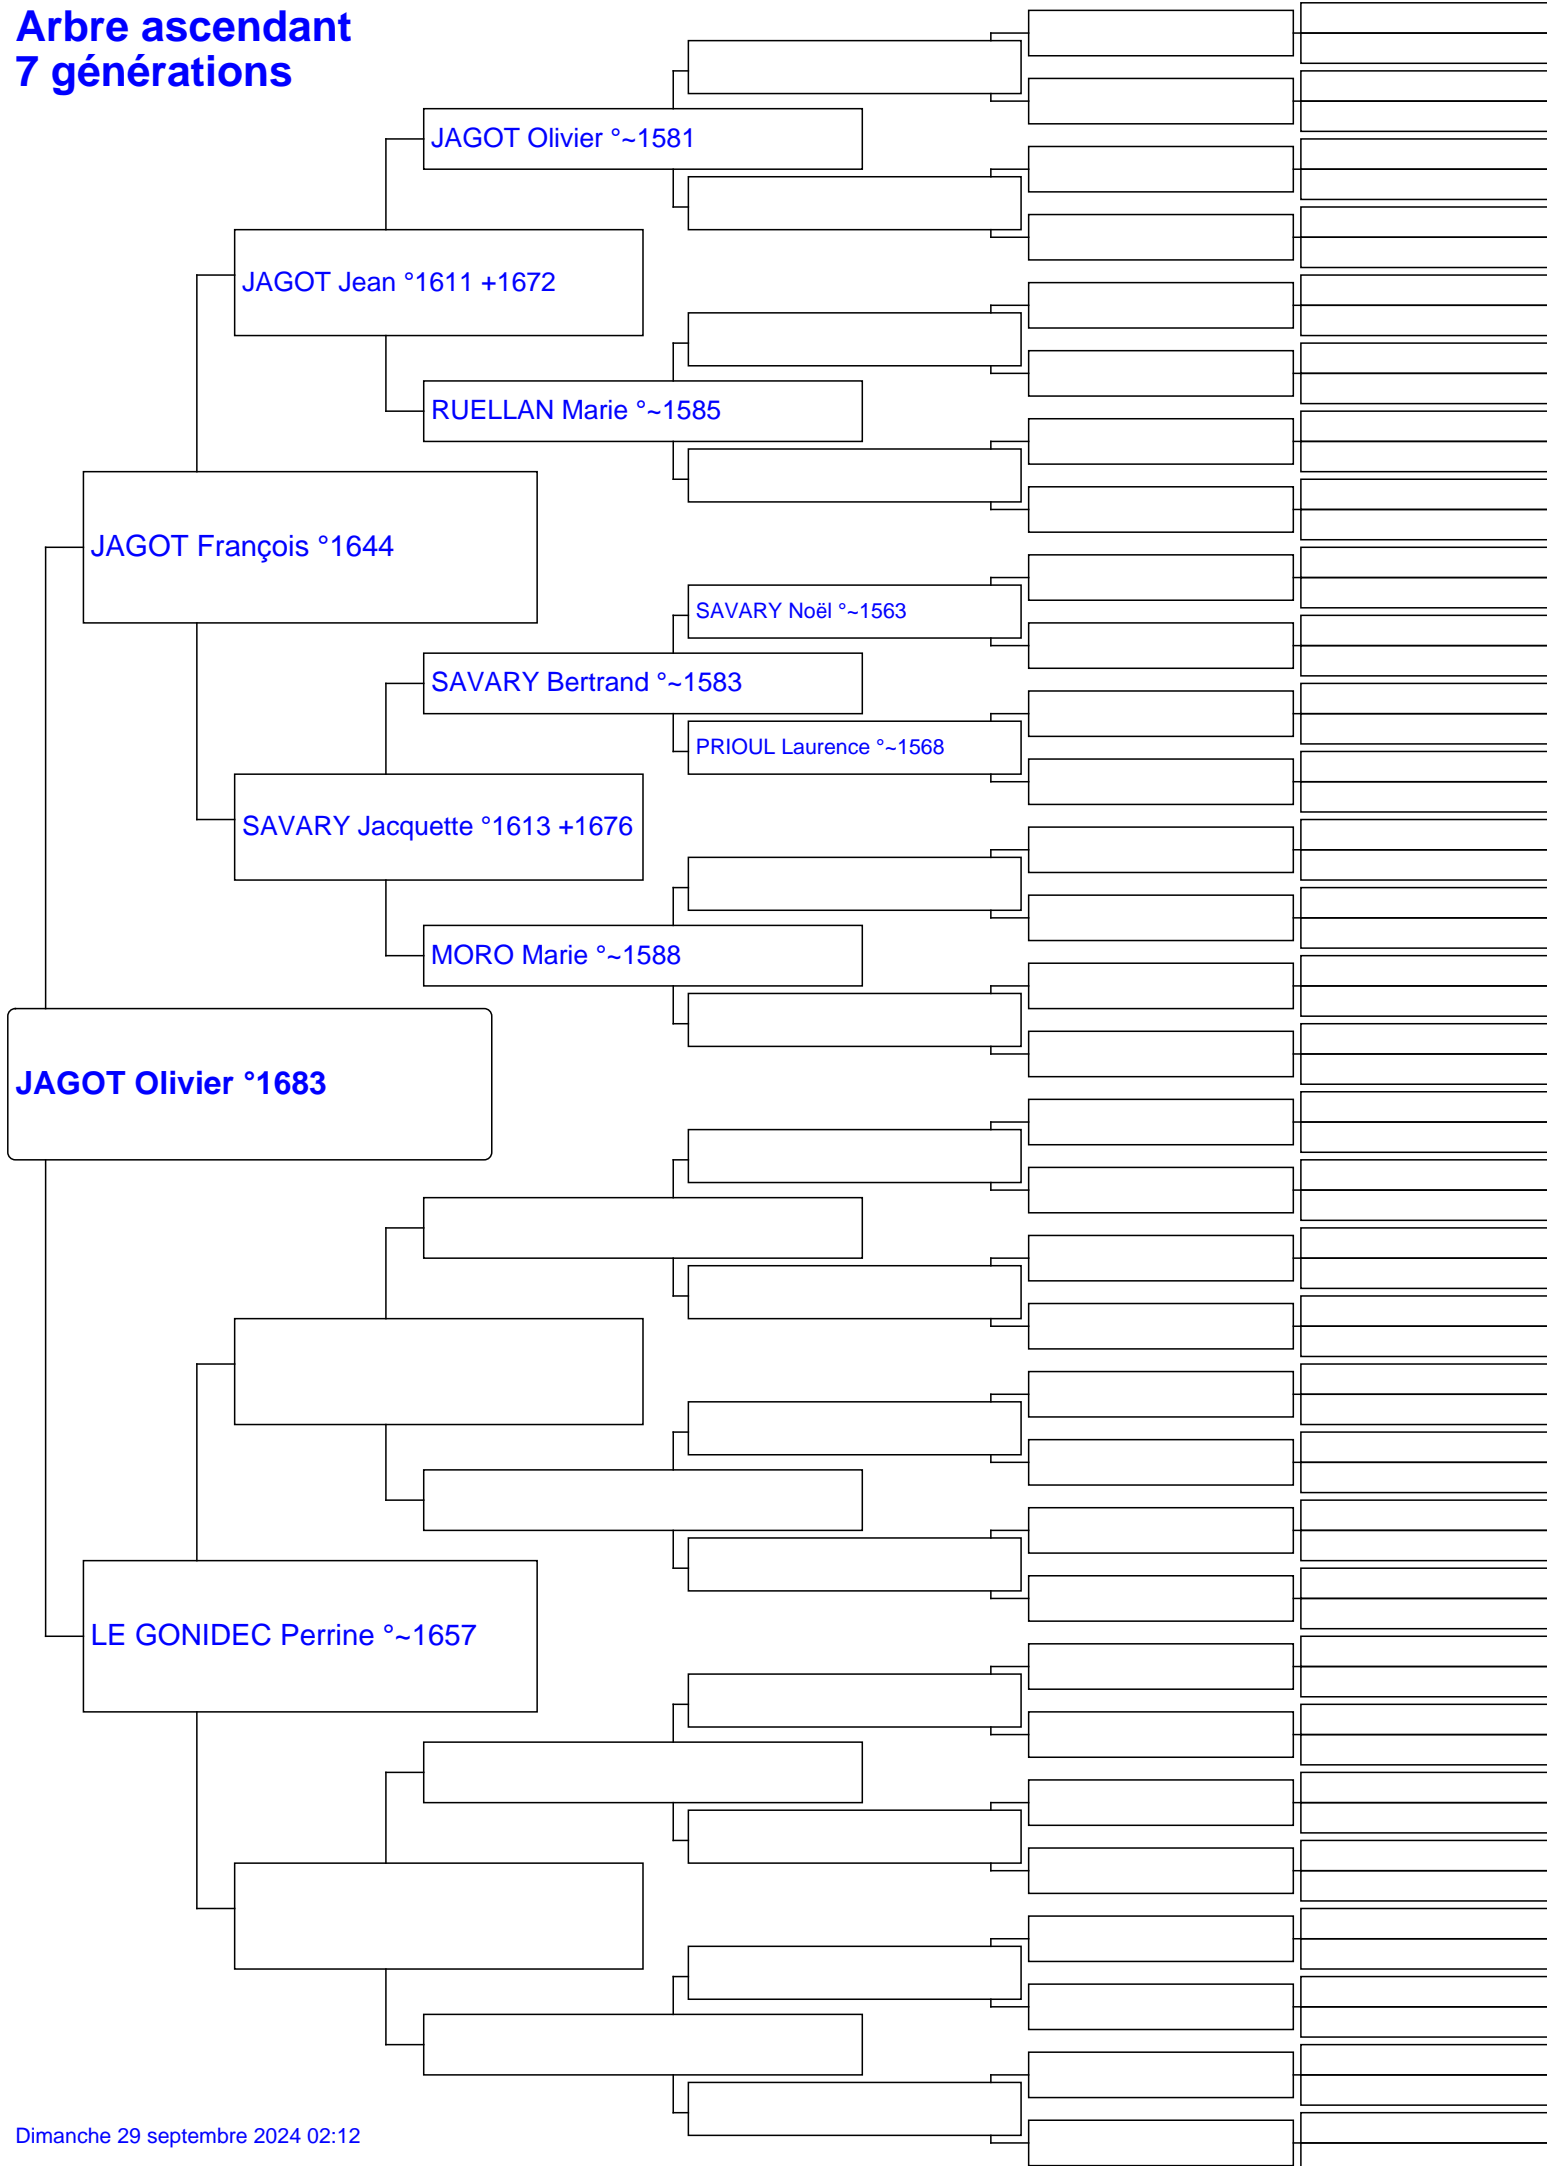 Arbre ascendant
7 générations
JAGOT Olivier °~1581
JAGOT Jean °1611 +1672
RUELLAN Marie °~1585
JAGOT François °1644
SAVARY Noël °~1563
SAVARY Bertrand °~1583
PRIOUL Laurence °~1568
SAVARY Jacquette °1613 +1676
MORO Marie °~1588
JAGOT Olivier °1683
LE GONIDEC Perrine °~1657
Dimanche 29 septembre 2024 02:12